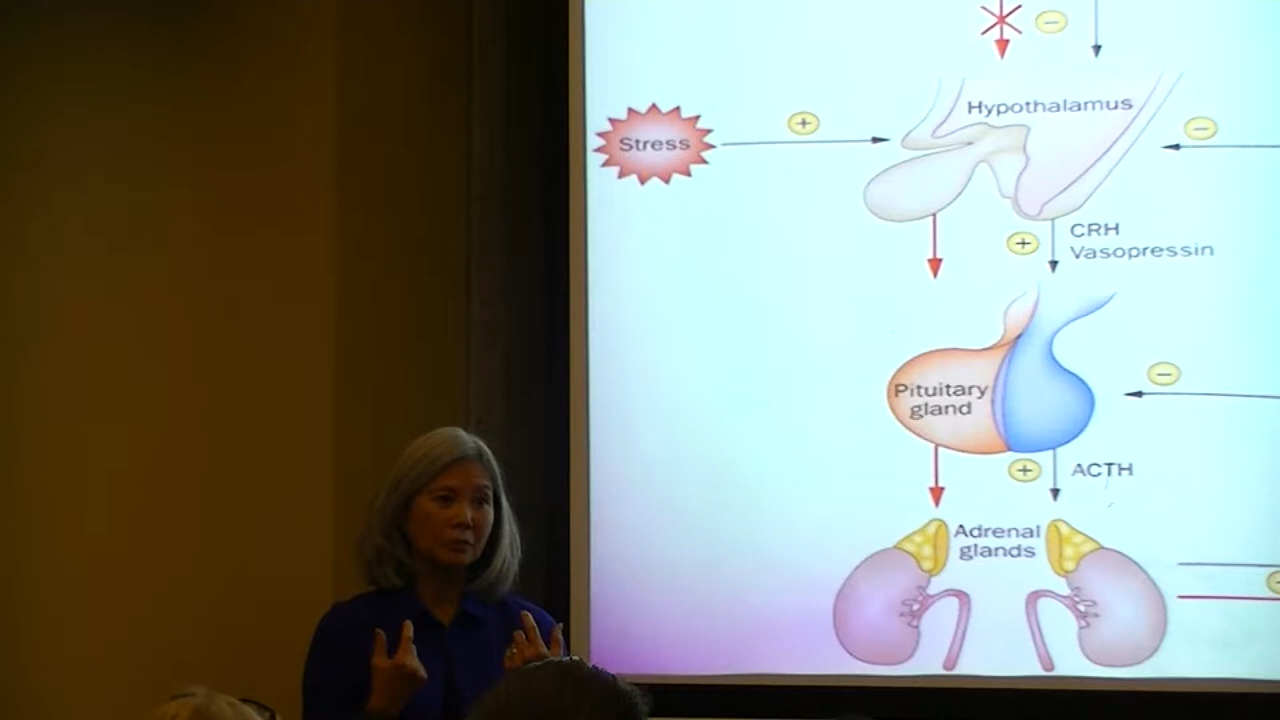 −
Hypothalamus
Stress
+
−
+
CRH
Vasopressin
−
Pituitary
gland
+
ACTH
Adrenal
glands